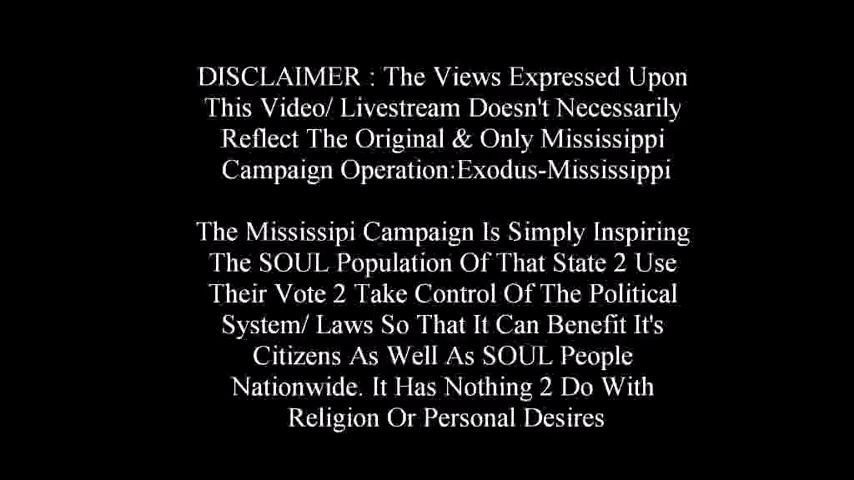 DISCLAIMER : The Views Expressed Upon
This Video/ Livestream Doesn't Necessarily
Reflect The Original & Only Mississippi
Campaign Operation:Exodus-Mississippi
The Mississipi Campaign Is Simply Inspiring
The SOUL Population Of That State 2 Use
Their Vote 2 Take Control Of The Political
System/ Laws So That It Can Benefit It's
Citizens As Well As SOUL People
Nationwide. It Has Nothing 2 Do With
Religion Or Personal Desires